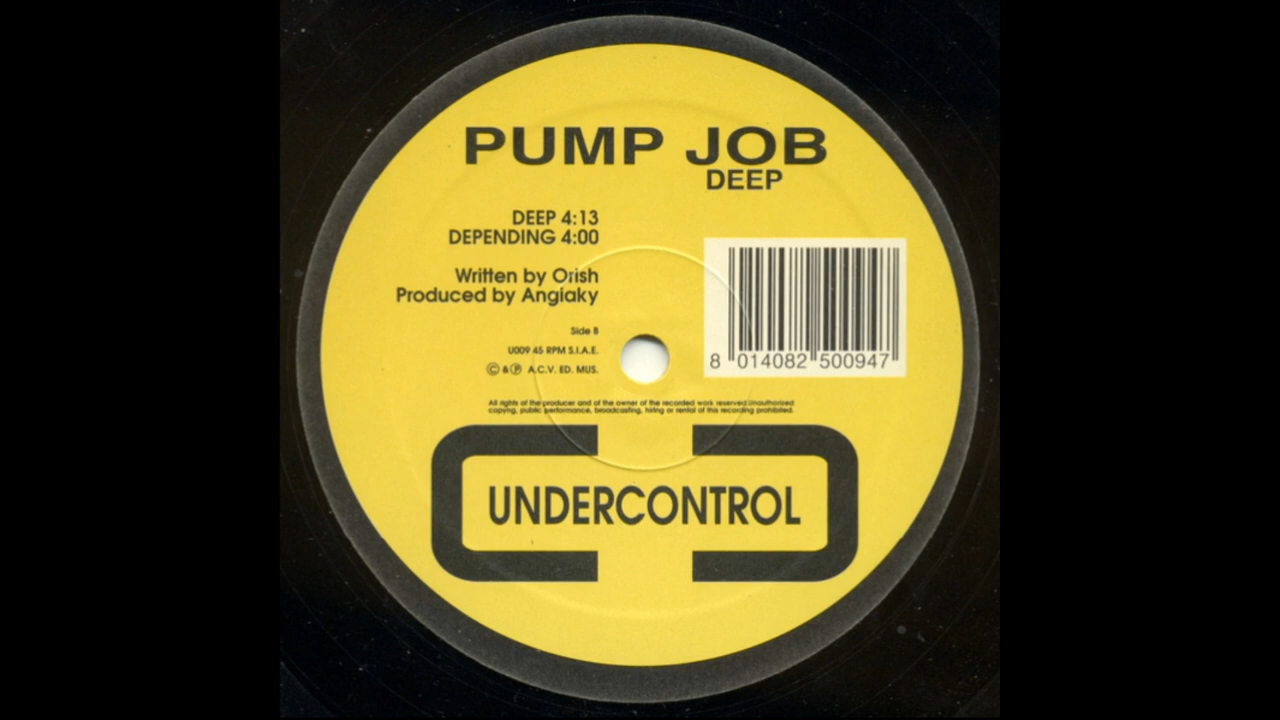 PUMP JOB
DEEP
DEEP 4:13
DEPENDING 4:00
Written by Orish
Produced by Angiaky
Side B
U009 45 RPM S.I.A.E.
© & ℗ A.C.V. ED. MUS.
8 014082 500947
All rights of the producer and of the owner of the recorded work reserved.Unauthorized
copying, public performance, broadcasting, hiring or rental of this recording prohibited.
UNDERCONTROL